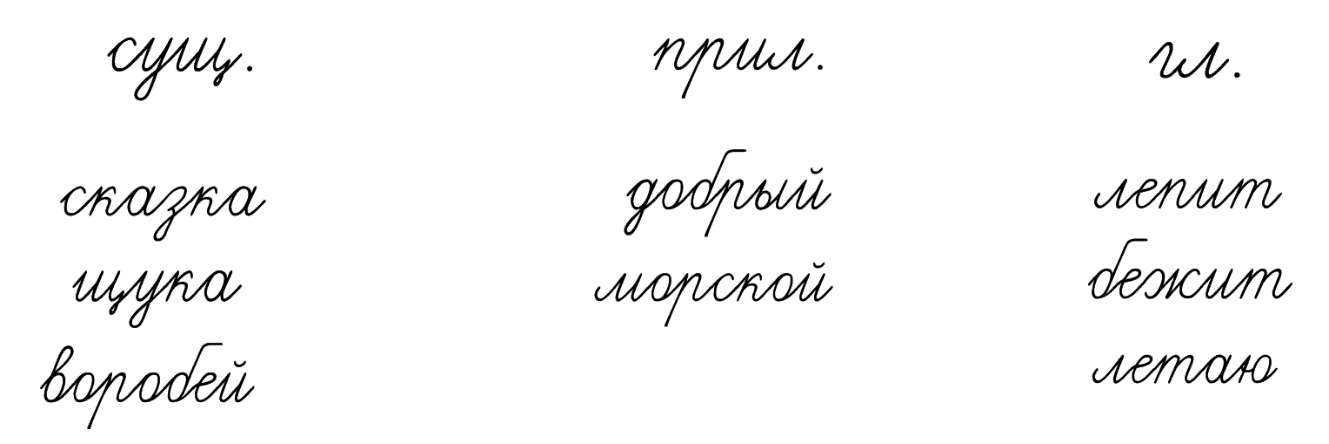 сущ. прил. гл.
сказка добрый лепит
щука морской бежит
воробей летаю